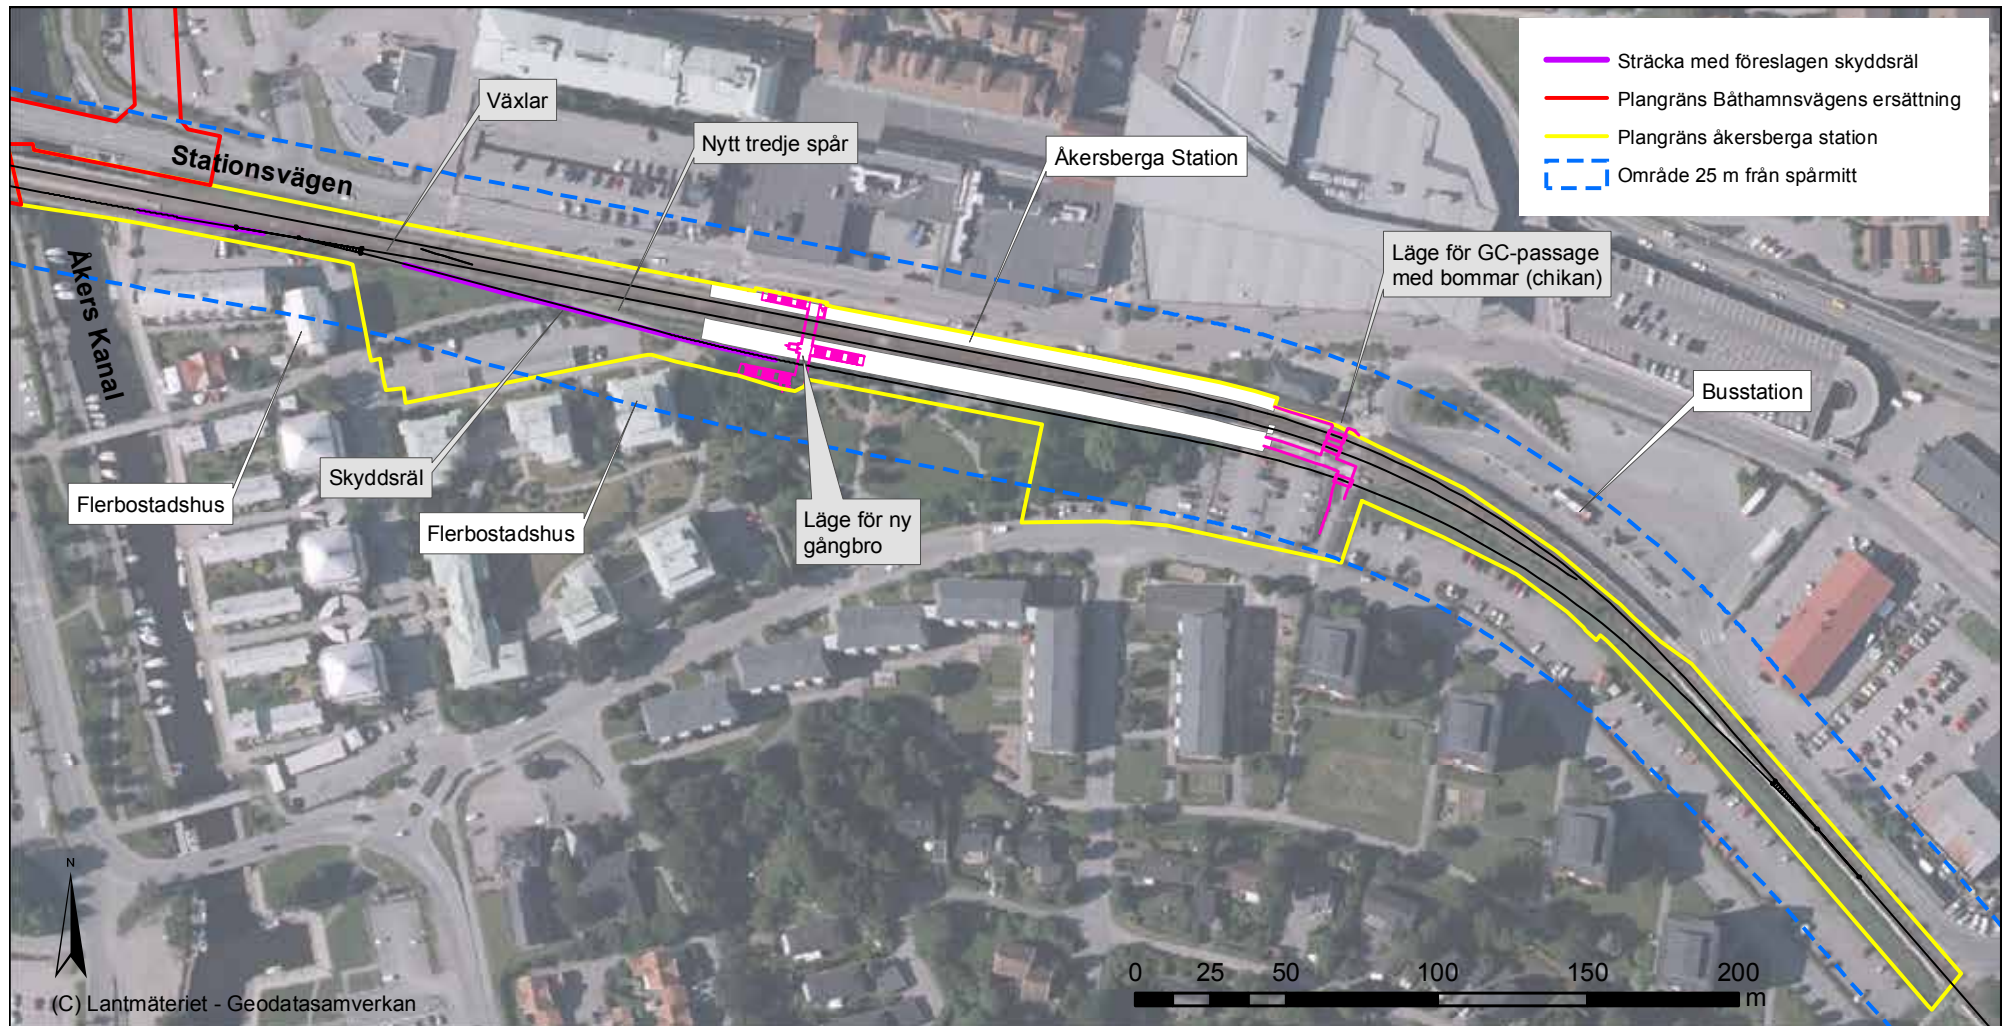 Sträcka med föreslagen skyddsräl
Plangräns Båthamnsvägens ersättning
Plangräns åkersberga station
Område 25 m från spårmitt
Växlar
Nytt tredje spår
Åkersberga Station
Stationsvägen
Läge för GC-passage
med bommar (chikan)
Åkers Kanal
Busstation
Skyddsräl
Flerbostadshus
Flerbostadshus
Läge för ny
gångbro
N
0 25 50 100 150 200
m
(C) Lantmäteriet - Geodatasamverkan